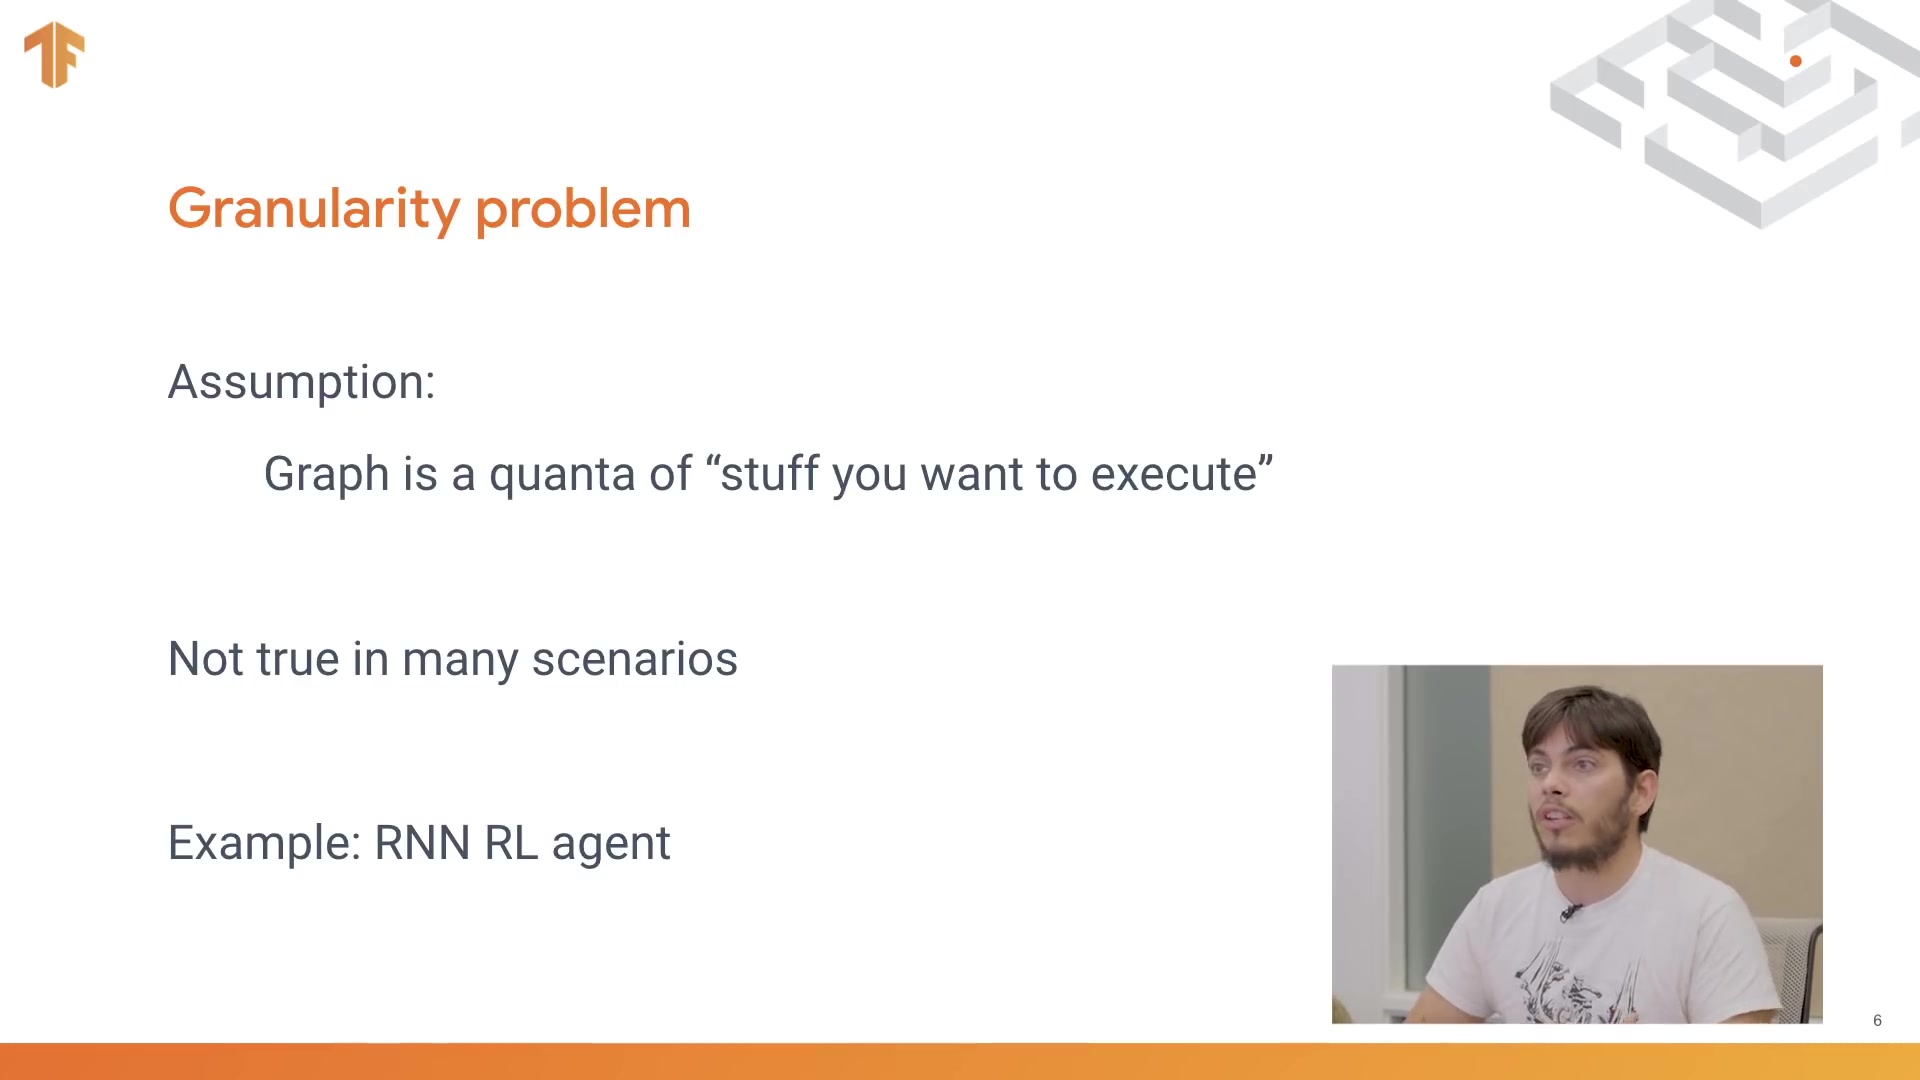 Granularity problem
Assumption:
Graph is a quanta of “stuff you want to execute”
Not true in many scenarios
Example: RNN RL agent
6